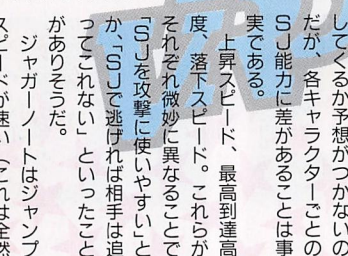 してくるか予想がつかないの
だが、各キャラクターごとの
SJ能力に差があることは事
実である。
　上昇スピード、最高到達高
度、落下スピード。これらが
それぞれ微妙に異なることで
「SJを攻撃に使いやすい」と
か、「SJで逃げれば相手は追
ってこれない」といったこと
がありそうだ。
　ジャガーノートはジャンプ
スピードが速い（これは全然